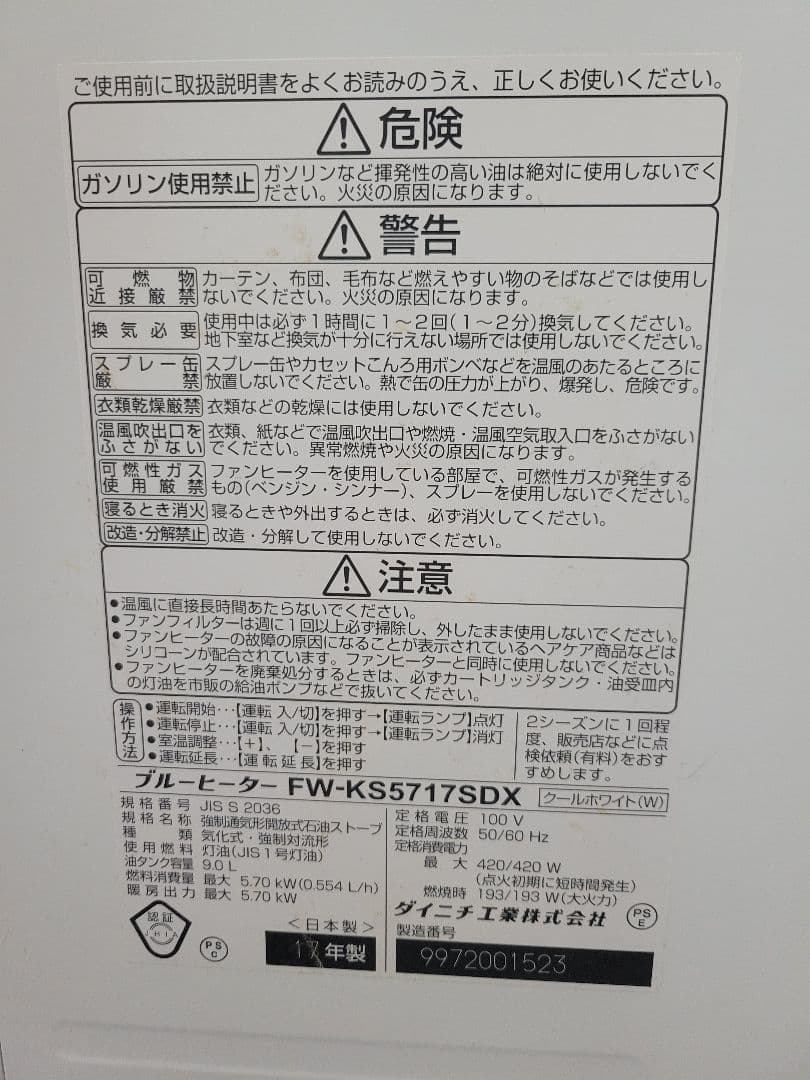 ご使用前に取扱説明書をよくお読みのうえ、正しくお使いください。
危険
ガソリン使用禁止 ガソリンなど揮発性の高い油は絶対に使用しないでく
ださい。火災の原因になります。
警告
可燃物 カーテン、布団、毛布など燃えやすい物のそばなどでは使用し
近接厳禁 ないでください。火災の原因になります。
換気必要 使用中は必ず1時間に1〜2回(1〜2分)換気してください。
地下室など換気が十分に行えない場所では使用しないでください。
スプレー缶 スプレー缶やカセットこんろ用ボンベなどを温風のあたるところに
厳禁 放置しないでください。熱で缶の圧力が上がり、爆発し、危険です。
衣類乾燥厳禁 衣類などの乾燥には使用しないでください。
温風吹出口を 衣類、紙などで温風吹出口や燃焼・温風空気取入口をふさがない
ふさがない でください。異常燃焼や火災の原因になります。
可燃性ガス ファンヒーターを使用している部屋で、可燃性ガスが発生する
使用厳禁 もの(ベンジン・シンナー)、スプレーを使用しないでください。
寝るとき消火 寝るときや外出するときは、必ず消火してください。
改造・分解禁止 改造・分解して使用しないでください。
注意
●温風に直接長時間あたらないでください。
●ファンフィルターは週に1回以上必ず掃除し、外したまま使用しないでください。
●ファンヒーターの故障の原因になることが表示されているヘアケア商品などは
シリコーンが配合されています。ファンヒーターと同時に使用しないでください。
●ファンヒーターを廃棄処分するときは、必ずカートリッジタンク・油受皿内
の灯油を市販の給油ポンプなどで抜いてください。
操作方法
●運転開始…【運転 入/切】を押す→【運転ランプ】点灯
●運転停止…【運転 入/切】を押す→【運転ランプ】消灯
●室温調整…【+】、【−】を押す
●運転延長…【運転延長】を押す
2シーズンに1回程
度、販売店などに点
検依頼(有料)をおす
すめします。
ブルーヒーター FW-KS5717SDX クールホワイト(W)
規格番号 JIS S 2036
規格名称 強制通気形開放式石油ストーブ
種類 気化式・強制対流形
使用燃料 灯油(JIS1号灯油)
油タンク容量 9.0L
燃料消費量 最大 5.70 kW(0.554 L/h)
暖房出力 最大 5.70 kW
定格電圧 100 V
定格周波数 50/60 Hz
定格消費電力
最大 420/420 W
(点火初期に短時間発生)
燃焼時 193/193 W(大火力)
ダイニチ工業株式会社 PSE
認証
JHIA
PSC
<日本製>
17年製
製造番号
9972001523